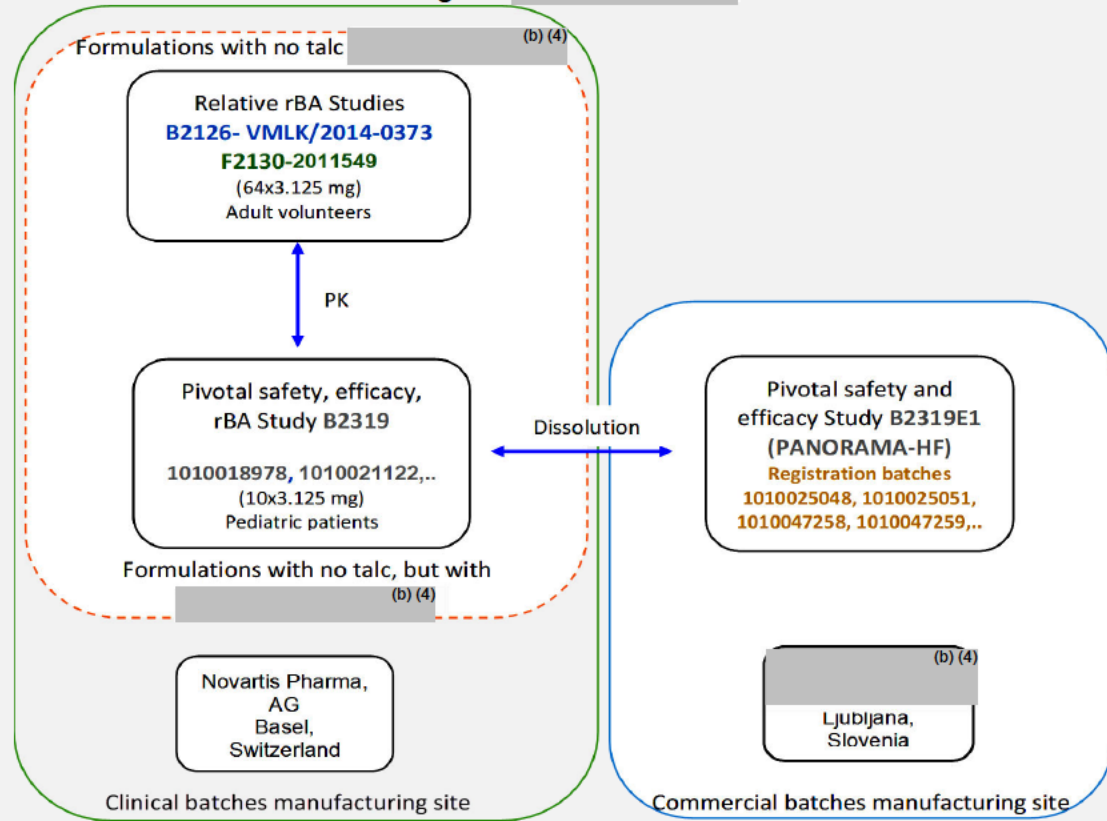 Formulations with no talc
(b) (4)
Relative rBA Studies
B2126- VMLK/2014-0373
F2130-2011549
(64x3.125 mg)
Adult volunteers
PK
Pivotal safety, efficacy,
rBA Study B2319
1010018978, 1010021122,..
(10x3.125 mg)
Pediatric patients
Formulations with no talc, but with
(b) (4)
Novartis Pharma,
AG
Basel,
Switzerland
Clinical batches manufacturing site
Dissolution
Pivotal safety and
efficacy Study B2319E1
(PANORAMA-HF)
Registration batches
1010025048, 1010025051,
1010047258, 1010047259,..
(b) (4)
Ljubljana,
Slovenia
Commercial batches manufacturing site